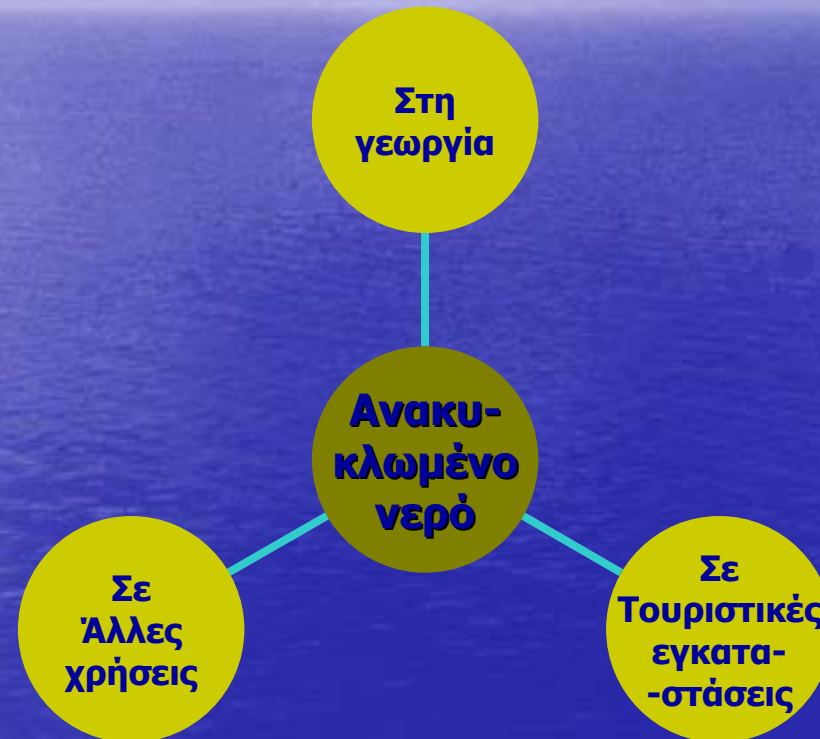 Στη
γεωργία
Ανακυ-
κλωμένο
νερό
Σε
Άλλες
χρήσεις
Σε
Τουριστικές
εγκατα-
-στάσεις